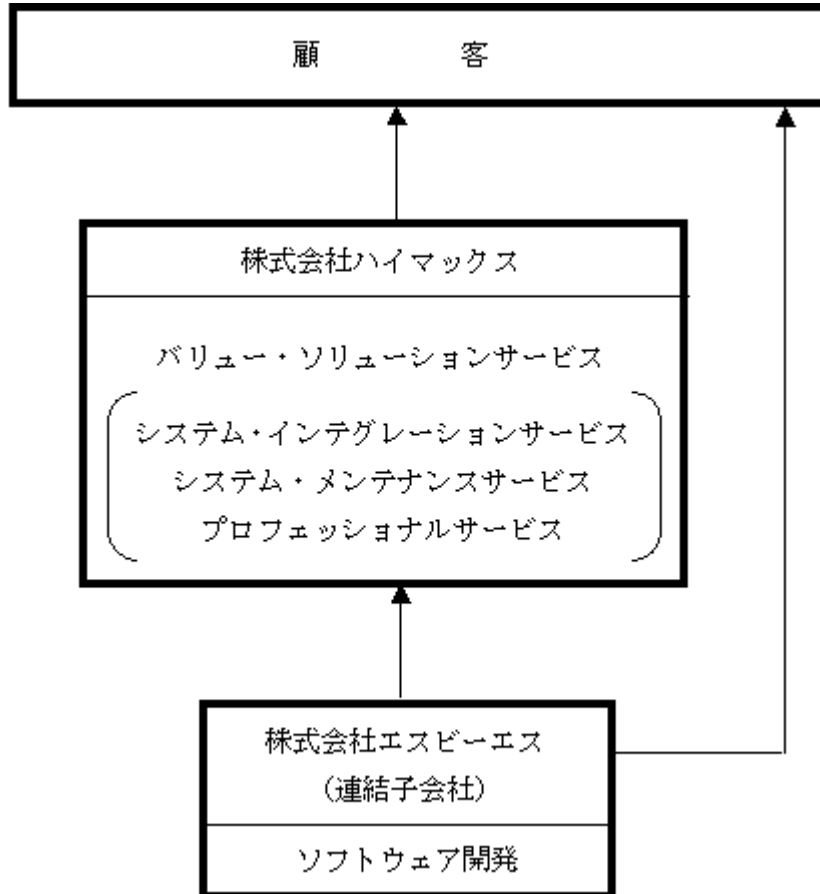 顧　　　　客
株式会社ハイマックス
バリュー・ソリューションサービス
システム・インテグレーションサービス
システム・メンテナンスサービス
プロフェッショナルサービス
株式会社エスビーエス
(連結子会社)
ソフトウェア開発